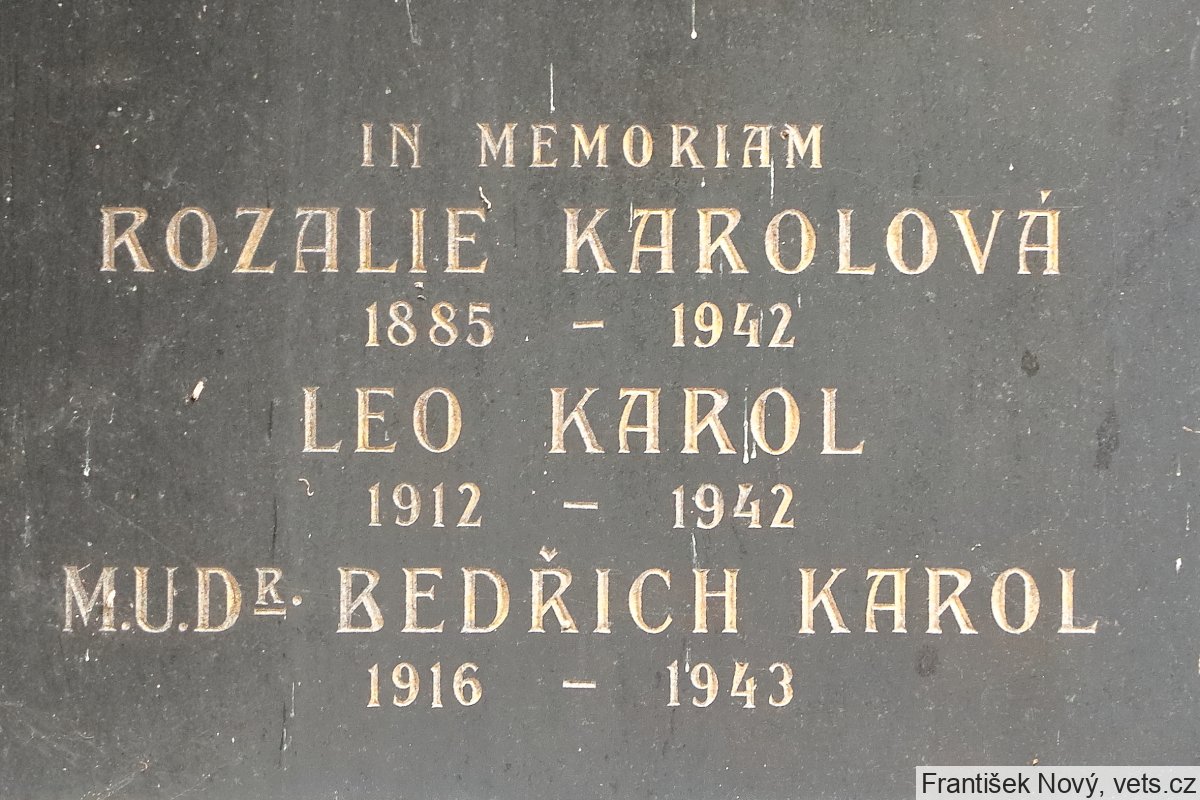 IN MEMORIAM
ROZALIE KAROLOVÁ
1885 – 1942
LEO KAROL
1912 – 1942
M.U.DR. BEDŘICH KAROL
1916 – 1943
František Nový, vets.cz